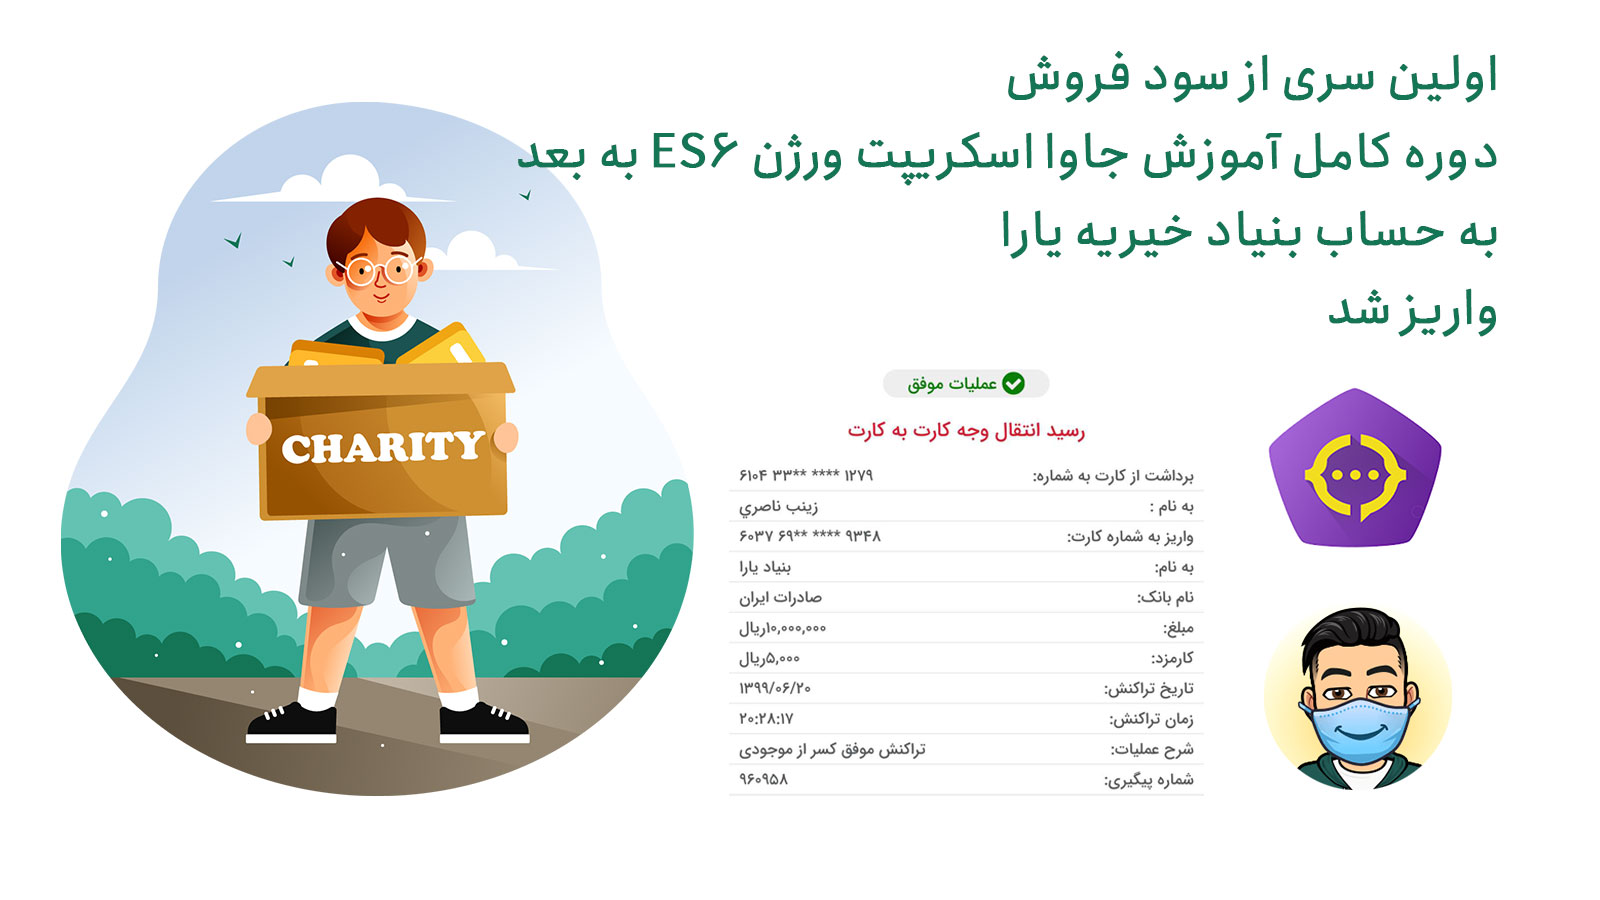 اولین سری از سود فروش
دوره کامل آموزش جاوا اسکریپت ورژن ES۶ به بعد
به حساب بنیاد خیریه یارا
واریز شد
CHARITY
عملیات موفق
رسید انتقال وجه کارت به کارت
برداشت از کارت به شماره: ۶۱۰۴ ۳۳** **** ۱۲۷۹
به نام : زینب ناصري
واریز به شماره کارت: ۶۰۳۷ ۶۹** **** ۹۳۴۸
به نام: بنیاد یارا
نام بانک: صادرات ایران
مبلغ: ۱۰,۰۰۰,۰۰۰ریال
کارمزد: ۵,۰۰۰ریال
تاریخ تراکنش: ۱۳۹۹/۰۶/۲۰
زمان تراکنش: ۲۰:۲۸:۱۷
شرح عملیات: تراکنش موفق کسر از موجودی
شماره پیگیری: ۹۶۰۹۵۸